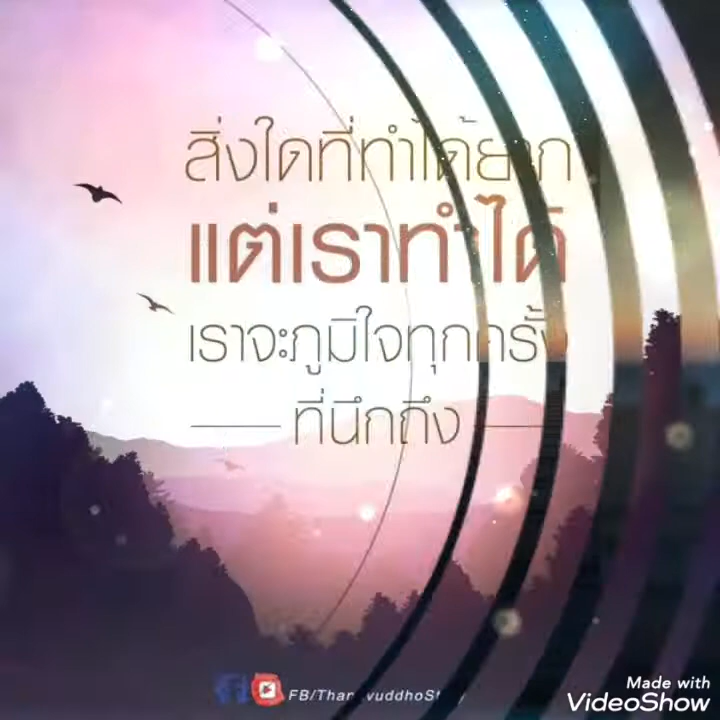 สิ่งใดที่ทำได้ยาก
แต่เราทำได้
เราจะภูมิใจทุกครั้ง
ที่นึกถึง
Made with
VideoShow